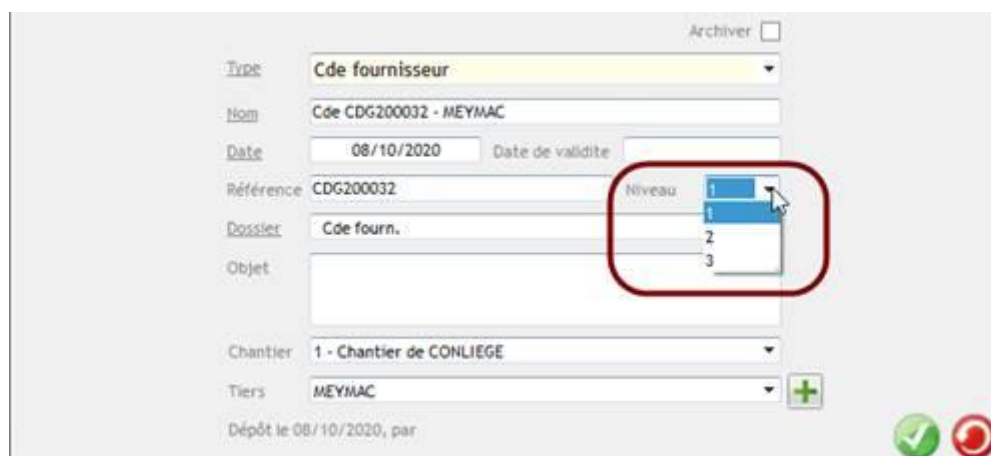 Archiver
Type Cde fournisseur
Nom Cde CDG200032 - MEYMAC
Date 08/10/2020 Date de validite
Référence CDG200032 Niveau 1
1
Dossier Cde fourn.
2
3
Objet
Chantier 1 - Chantier de CONLIEGE
Tiers MEYMAC
Dépôt le 08/10/2020, par